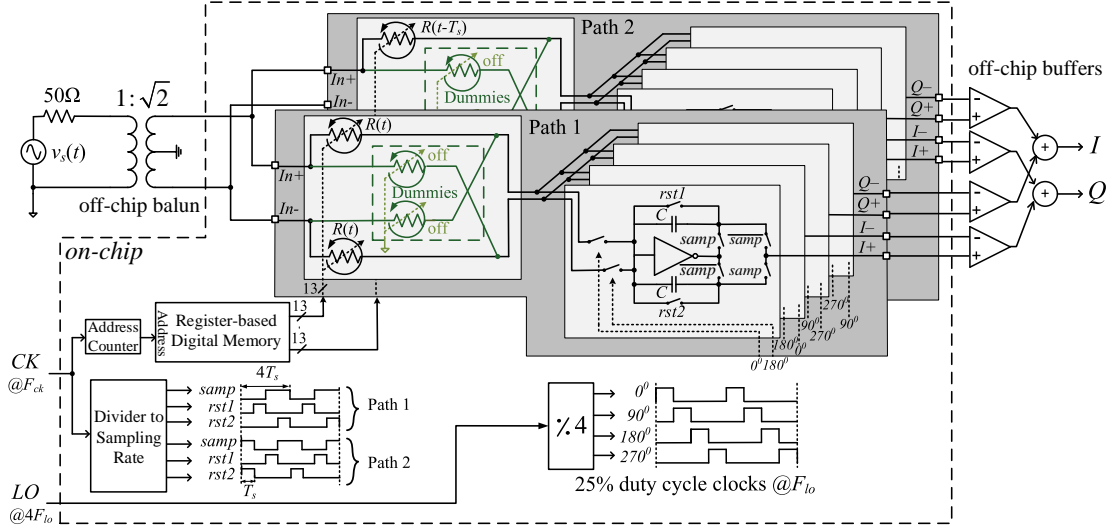 Path 2
R(t-Tₛ)
off
Dummies
In+
In-
50Ω
1:√2
vₛ(t)
off-chip balun
off-chip buffers
Q−
Q+
I−
I+
I
Q
Path 1
R(t)
off
Dummies
off
In+
In-
R(t)
Q−
Q+
I−
I+
rst1
C
samp
samp
samp
samp
C
rst2
0⁰
180⁰
180⁰
0⁰
90⁰
270⁰
270⁰
90⁰
on-chip
13
13
13
Address Counter
Address
Register-based Digital Memory
CK
@F_ck
Divider to Sampling Rate
4Tₛ
samp
rst1
rst2
Path 1
samp
rst1
rst2
Path 2
Tₛ
LO
@4F_lo
⁒4
0⁰
90⁰
180⁰
270⁰
25% duty cycle clocks @F_lo